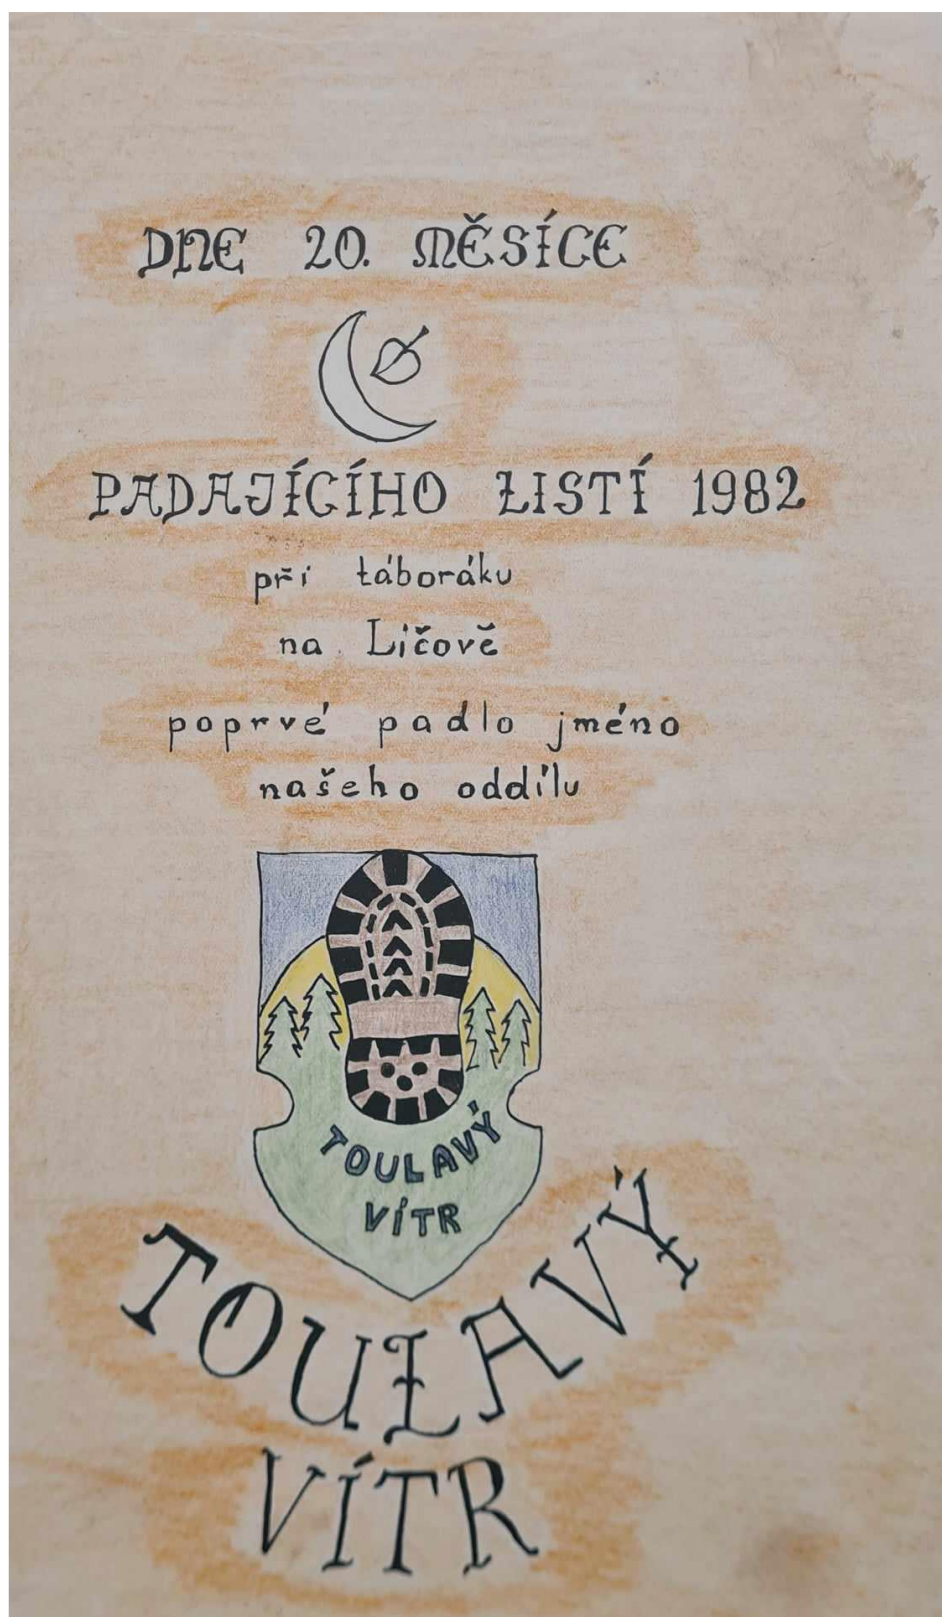 DNE 20. MĚSÍCE
PADAJÍCÍHO LISTÍ 1982
při táboráku
na Ličově
poprvé padlo jméno
našeho oddílu
TOULAVÝ
VÍTR
TOULAVÝ
VÍTR